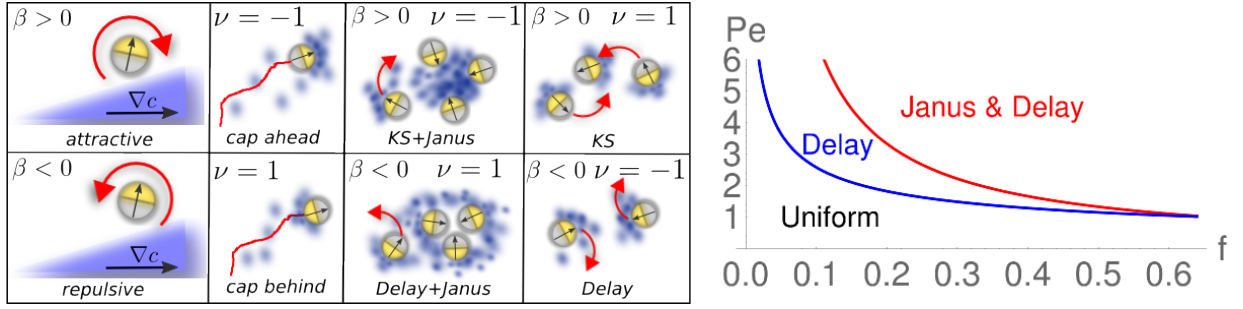 β > 0
∇c
attractive
ν = −1
cap ahead
β > 0 ν = −1
KS+Janus
β > 0 ν = 1
KS
β < 0
∇c
repulsive
ν = 1
cap behind
β < 0 ν = 1
Delay+Janus
β < 0 ν = −1
Delay
Pe
6
5
4
3
2
1
Janus & Delay
Delay
Uniform
f
0.0 0.1 0.2 0.3 0.4 0.5 0.6